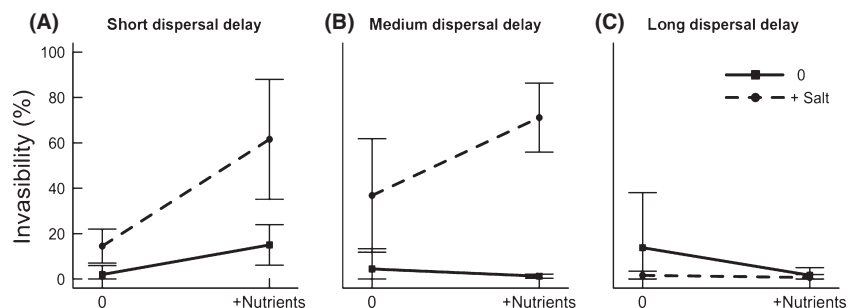 (A) Short dispersal delay
(B) Medium dispersal delay
(C) Long dispersal delay
Invasibility (%)
100
80
60
40
20
0
0
+ Salt
0 +Nutrients
0 +Nutrients
0 +Nutrients